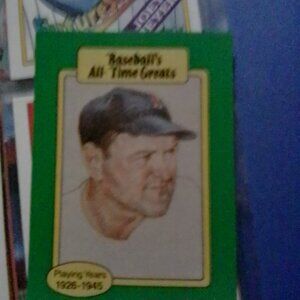 Baseball's
All-Time Greats
Playing Years
1926-1945